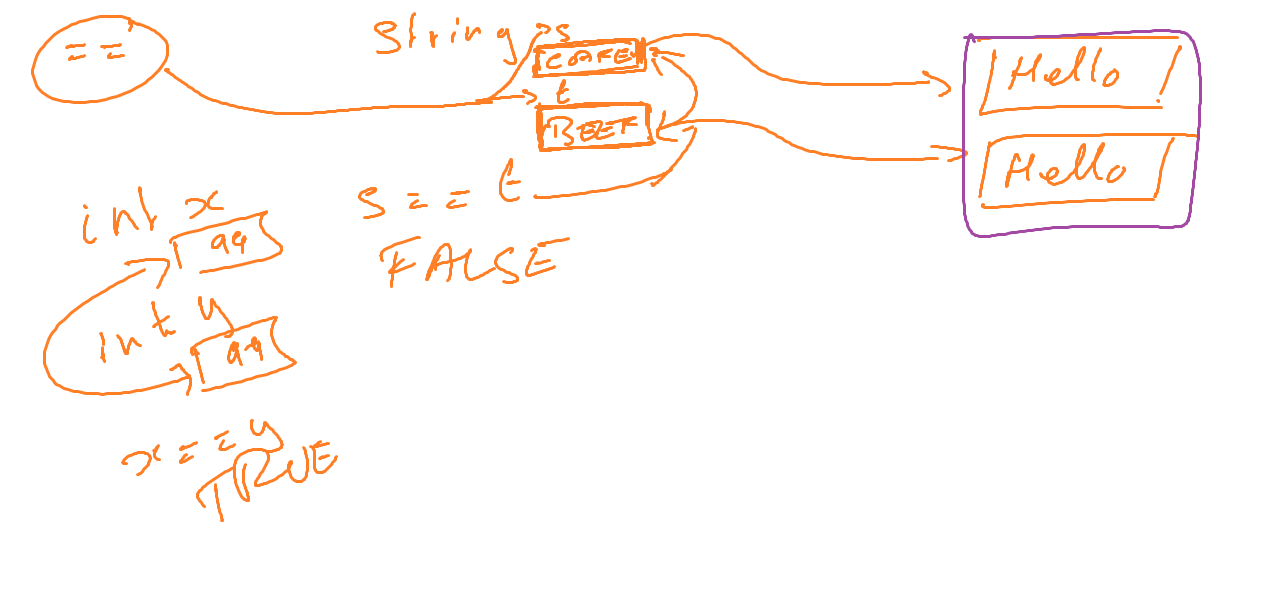 ==
String s
CAFE
t
BEEF
Hello
Hello
s == t
FALSE
int x
99
int y
99
x == y
TRUE